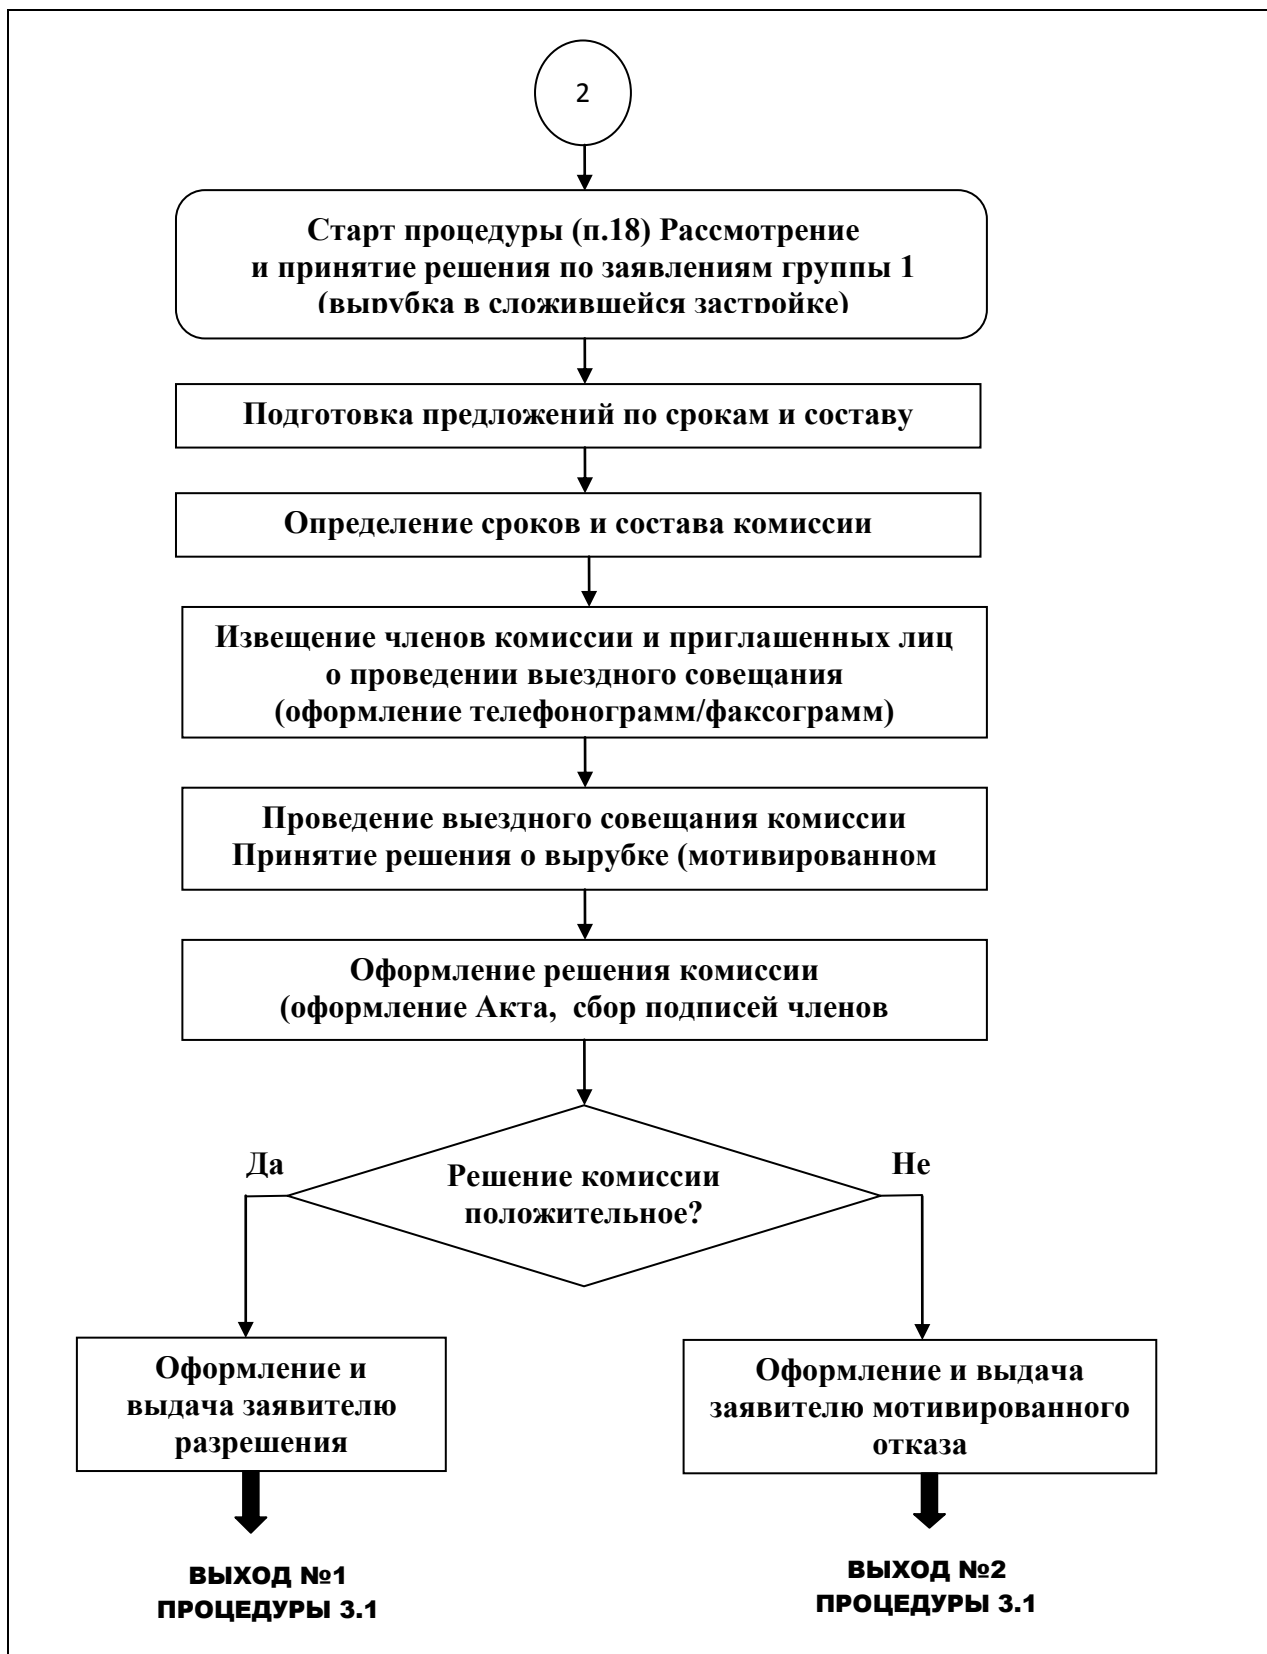 2
Старт процедуры (п.18) Рассмотрение
и принятие решения по заявлениям группы 1
(вырубка в сложившейся застройке)
Подготовка предложений по срокам и составу
Определение сроков и состава комиссии
Извещение членов комиссии и приглашенных лиц
о проведении выездного совещания
(оформление телефонограмм/факсограмм)
Проведение выездного совещания комиссии
Принятие решения о вырубке (мотивированном
Оформление решения комиссии
(оформление Акта,  сбор подписей членов
Да
Не
Решение комиссии
положительное?
Оформление и
выдача заявителю
разрешения
Оформление и выдача
заявителю мотивированного
отказа
ВЫХОД №1
ПРОЦЕДУРЫ 3.1
ВЫХОД №2
ПРОЦЕДУРЫ 3.1